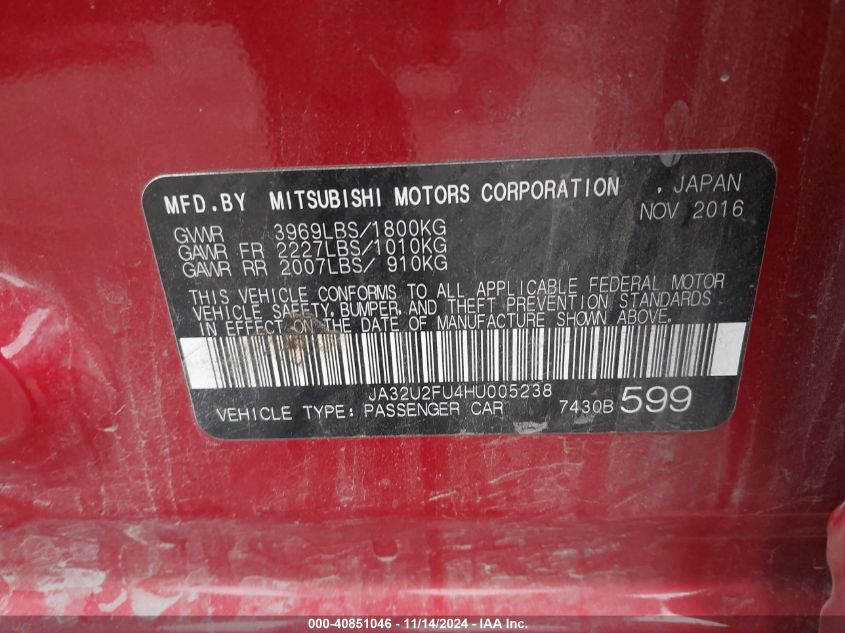 MFD.BY MITSUBISHI MOTORS CORPORATION , JAPAN
NOV 2016
GVWR 3969LBS/1800KG
GAWR FR 2227LBS/1010KG
GAWR RR 2007LBS/ 910KG
THIS VEHICLE CONFORMS TO ALL APPLICABLE FEDERAL MOTOR
VEHICLE SAFETY, BUMPER, AND THEFT PREVENTION STANDARDS
IN EFFECT ON THE DATE OF MANUFACTURE SHOWN ABOVE.
JA32U2FU4HU005238
VEHICLE TYPE: PASSENGER CAR 7430B 599
000-40851046 - 11/14/2024 - IAA Inc.